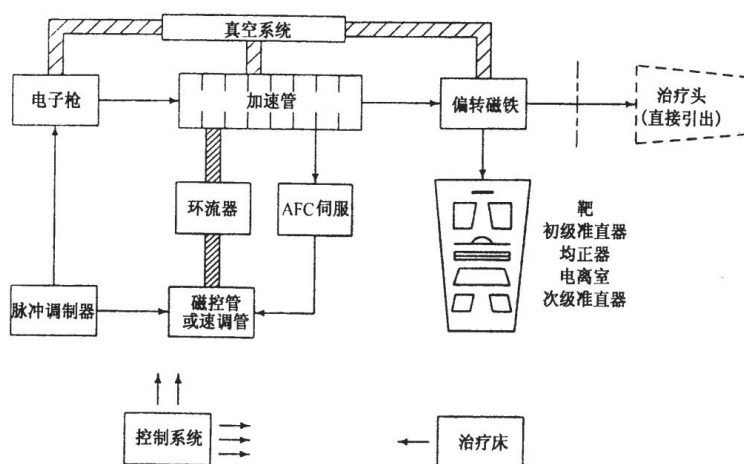 真空系统
电子枪
加速管
偏转磁铁
治疗头
(直接引出)
环流器
AFC伺服
靶
初级准直器
均正器
电离室
次级准直器
脉冲调制器
磁控管
或速调管
控制系统
治疗床